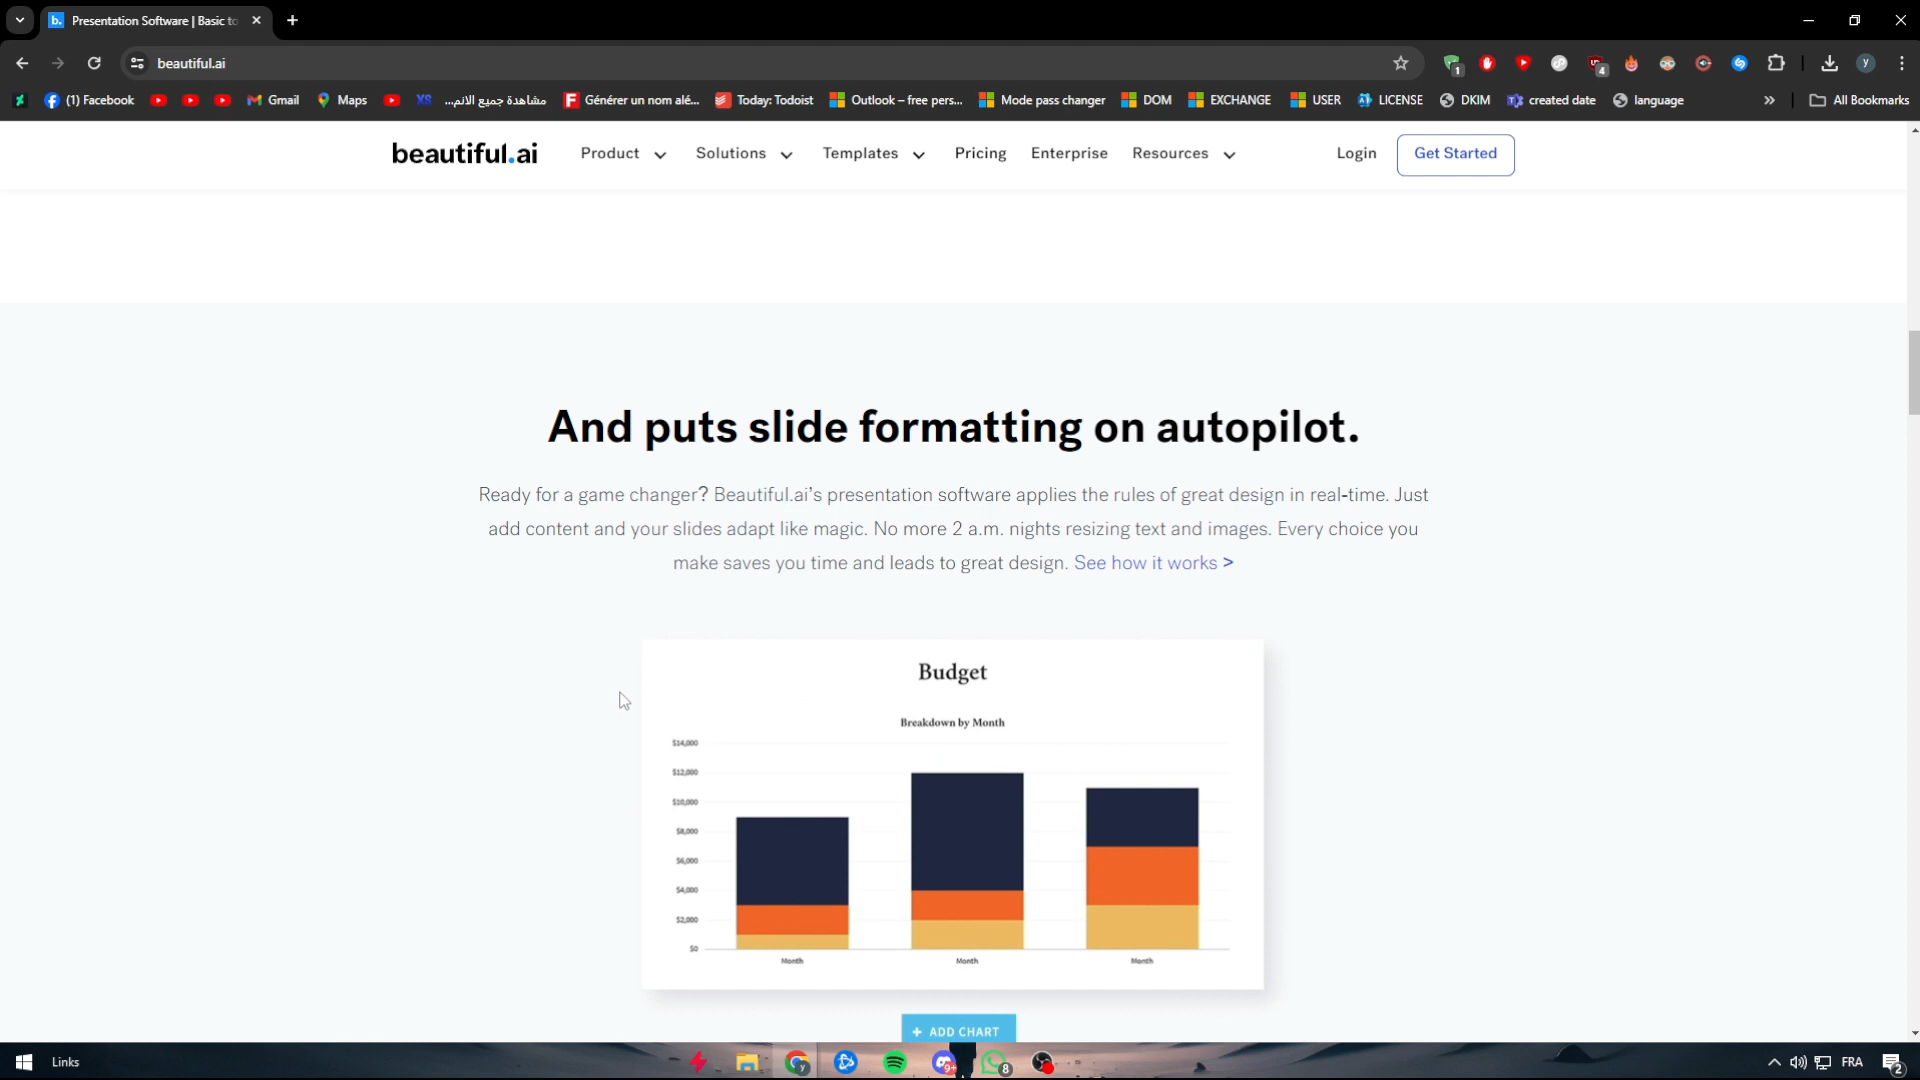 Presentation Software | Basic to
beautiful.ai
1
4
y
(1) Facebook
Gmail
Maps
مشاهدة جميع الانم...
Générer un nom alé...
Today: Todoist
Outlook – free pers...
Mode pass changer
DOM
EXCHANGE
USER
LICENSE
DKIM
created date
language
»
All Bookmarks
beautiful.ai
Product
Solutions
Templates
Pricing
Enterprise
Resources
Login
Get Started
And puts slide formatting on autopilot.
Ready for a game changer? Beautiful.ai's presentation software applies the rules of great design in real-time. Just
add content and your slides adapt like magic. No more 2 a.m. nights resizing text and images. Every choice you
make saves you time and leads to great design. See how it works >
Budget
Breakdown by Month
$14,000
$12,000
$10,000
$8,000
$6,000
$4,000
$2,000
$0
Month
Month
Month
+ ADD CHART
Links
9+
8
FRA
2